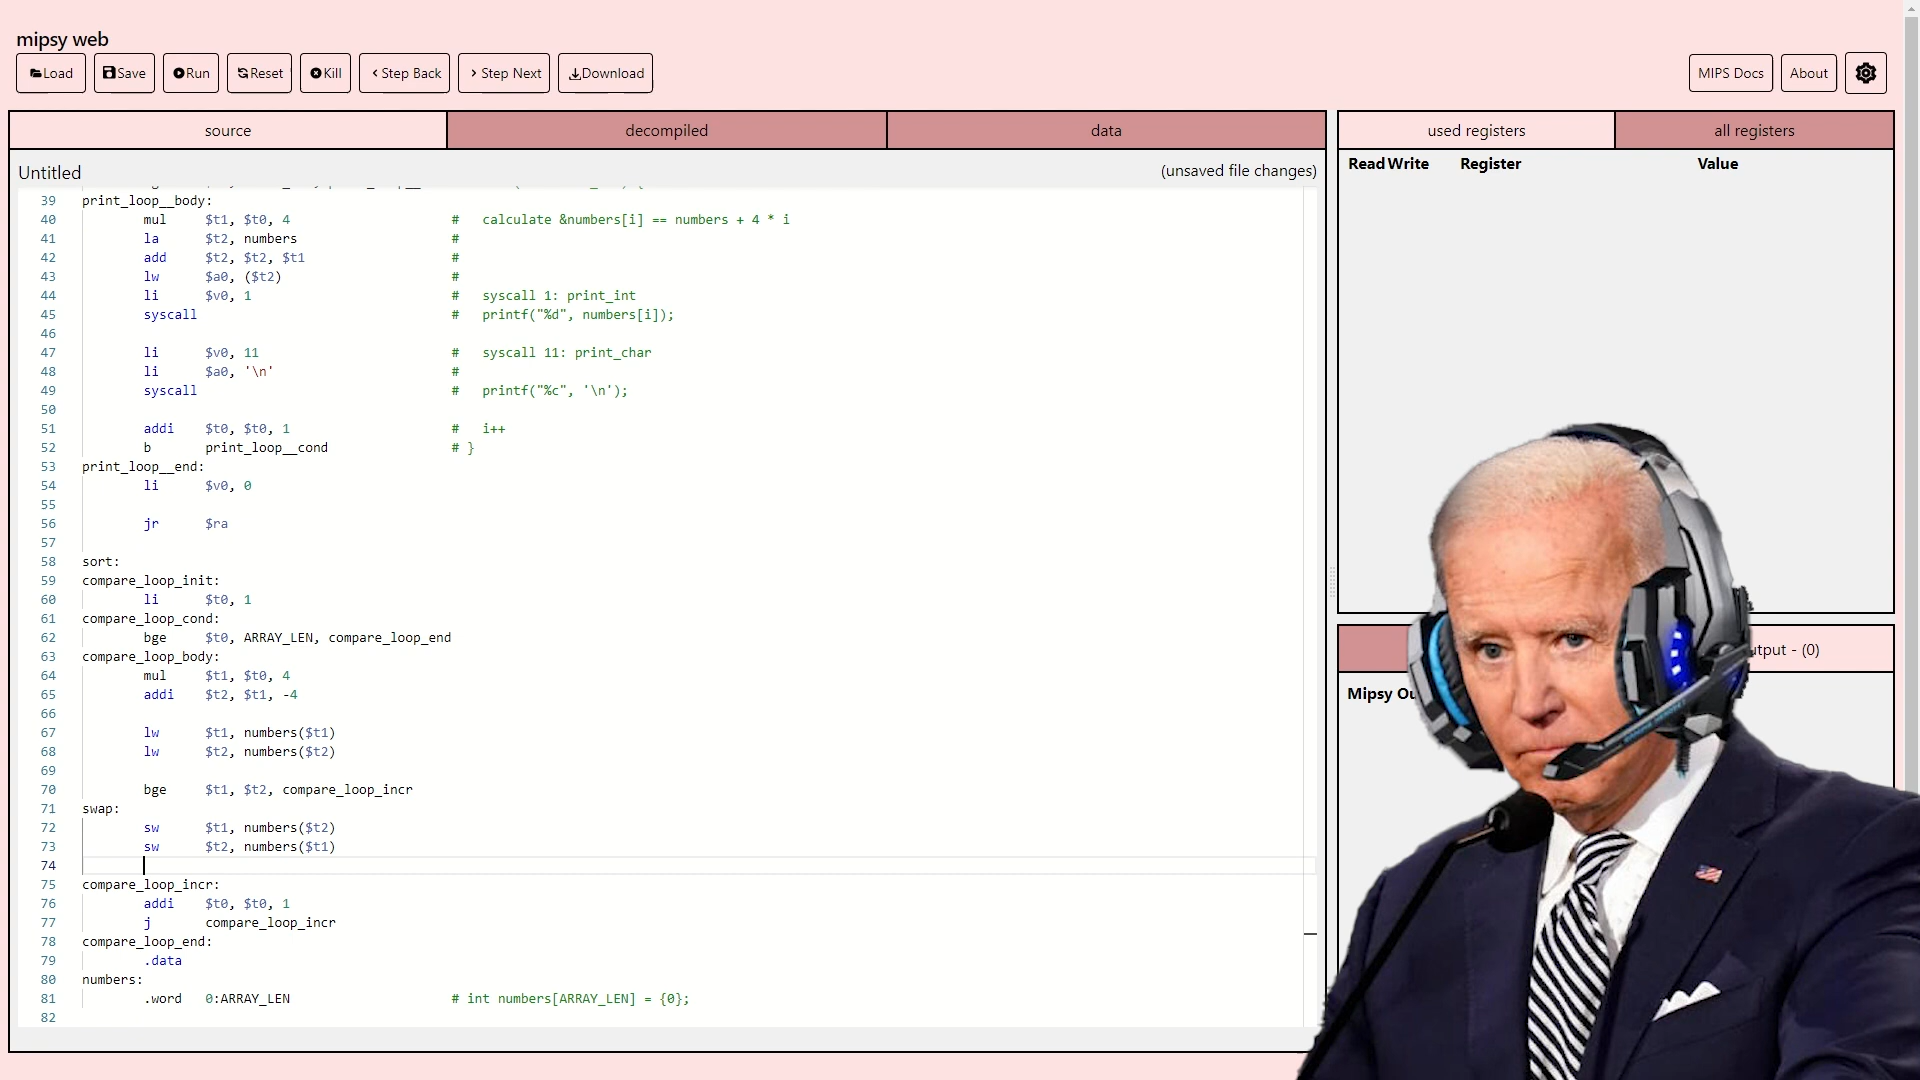 mipsy web
Load Save Run Reset Kill Step Back Step Next Download MIPS Docs About
source decompiled data used registers all registers
Untitled (unsaved file changes)
Read Write Register Value
39 print_loop__body:
40 mul $t1, $t0, 4 # calculate &numbers[i] == numbers + 4 * i
41 la $t2, numbers #
42 add $t2, $t2, $t1 #
43 lw $a0, ($t2) #
44 li $v0, 1 # syscall 1: print_int
45 syscall # printf("%d", numbers[i]);
46
47 li $v0, 11 # syscall 11: print_char
48 li $a0, '\n' #
49 syscall # printf("%c", '\n');
50
51 addi $t0, $t0, 1 # i++
52 b print_loop__cond # }
53 print_loop__end:
54 li $v0, 0
55
56 jr $ra
57
58 sort:
59 compare_loop_init:
60 li $t0, 1
61 compare_loop_cond:
62 bge $t0, ARRAY_LEN, compare_loop_end
63 compare_loop_body:
64 mul $t1, $t0, 4
65 addi $t2, $t1, -4
66
67 lw $t1, numbers($t1)
68 lw $t2, numbers($t2)
69
70 bge $t1, $t2, compare_loop_incr
71 swap:
72 sw $t1, numbers($t2)
73 sw $t2, numbers($t1)
74
75 compare_loop_incr:
76 addi $t0, $t0, 1
77 j compare_loop_incr
78 compare_loop_end:
79 .data
80 numbers:
81 .word 0:ARRAY_LEN # int numbers[ARRAY_LEN] = {0};
82
utput - (0)
Mipsy Ou